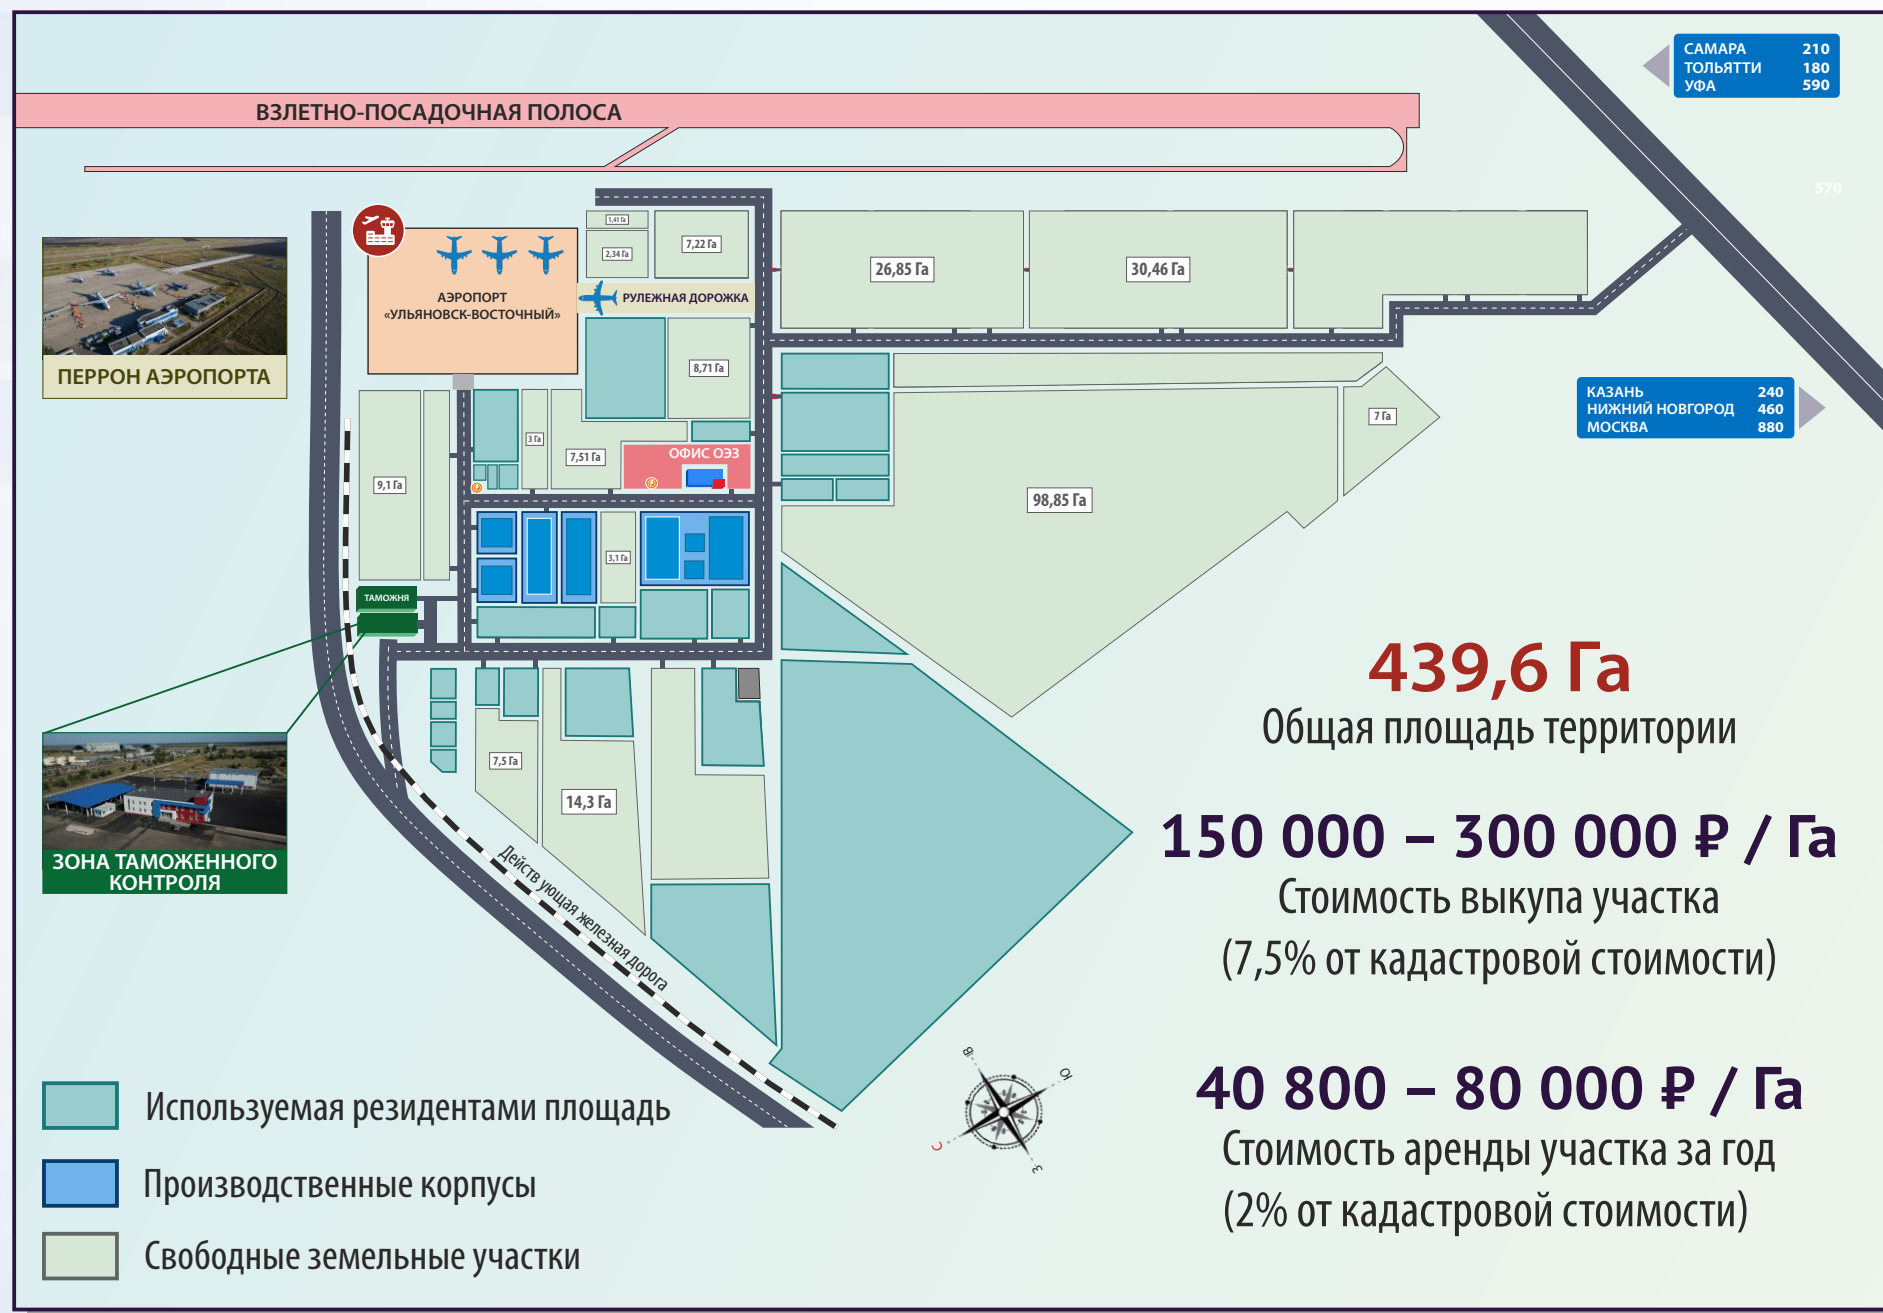 САМАРА 210
ТОЛЬЯТТИ 180
УФА 590
ВЗЛЕТНО-ПОСАДОЧНАЯ ПОЛОСА
570
1,41 Га
2,34 Га
7,22 Га
26,85 Га
30,46 Га
АЭРОПОРТ
«УЛЬЯНОВСК-ВОСТОЧНЫЙ»
РУЛЕЖНАЯ ДОРОЖКА
ПЕРРОН АЭРОПОРТА
8,71 Га
КАЗАНЬ 240
НИЖНИЙ НОВГОРОД 460
МОСКВА 880
7 Га
3 Га
7,51 Га
ОФИС ОЭЗ
9,1 Га
98,85 Га
3,1 Га
ТАМОЖНЯ
439,6 Га
Общая площадь территории
7,5 Га
14,3 Га
150 000 – 300 000 ₽ / Га
Стоимость выкупа участка
(7,5% от кадастровой стоимости)
ЗОНА ТАМОЖЕННОГО
КОНТРОЛЯ
Действ ующая железная дорога
В
Ю
С
З
40 800 – 80 000 ₽ / Га
Стоимость аренды участка за год
(2% от кадастровой стоимости)
Используемая резидентами площадь
Производственные корпусы
Свободные земельные участки